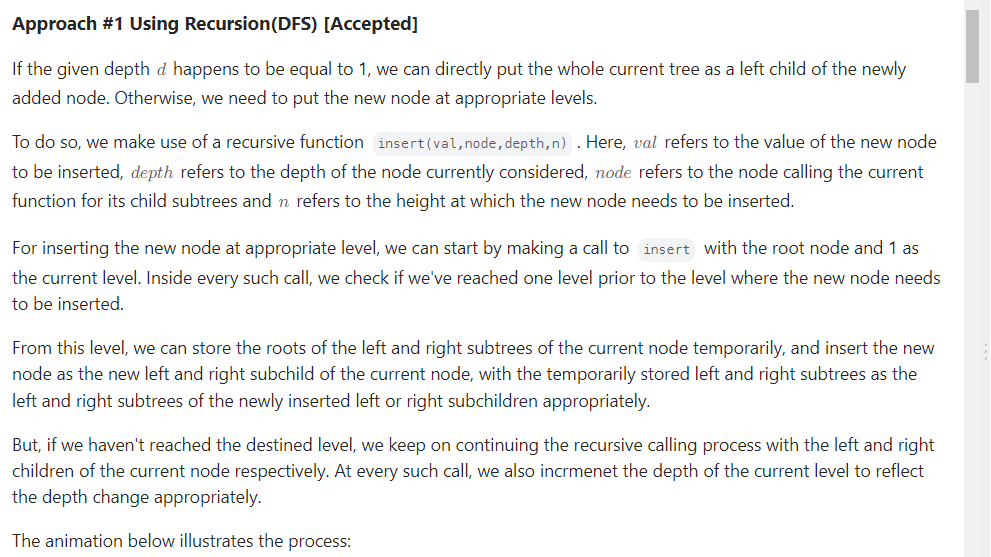 Approach #1 Using Recursion(DFS) [Accepted]
If the given depth d happens to be equal to 1, we can directly put the whole current tree as a left child of the newly
added node. Otherwise, we need to put the new node at appropriate levels.
To do so, we make use of a recursive function insert(val,node,depth,n) . Here, val refers to the value of the new node
to be inserted, depth refers to the depth of the node currently considered, node refers to the node calling the current
function for its child subtrees and n refers to the height at which the new node needs to be inserted.
For inserting the new node at appropriate level, we can start by making a call to insert with the root node and 1 as
the current level. Inside every such call, we check if we've reached one level prior to the level where the new node needs
to be inserted.
From this level, we can store the roots of the left and right subtrees of the current node temporarily, and insert the new
node as the new left and right subchild of the current node, with the temporarily stored left and right subtrees as the
left and right subtrees of the newly inserted left or right subchildren appropriately.
But, if we haven't reached the destined level, we keep on continuing the recursive calling process with the left and right
children of the current node respectively. At every such call, we also incrmenet the depth of the current level to reflect
the depth change appropriately.
The animation below illustrates the process: